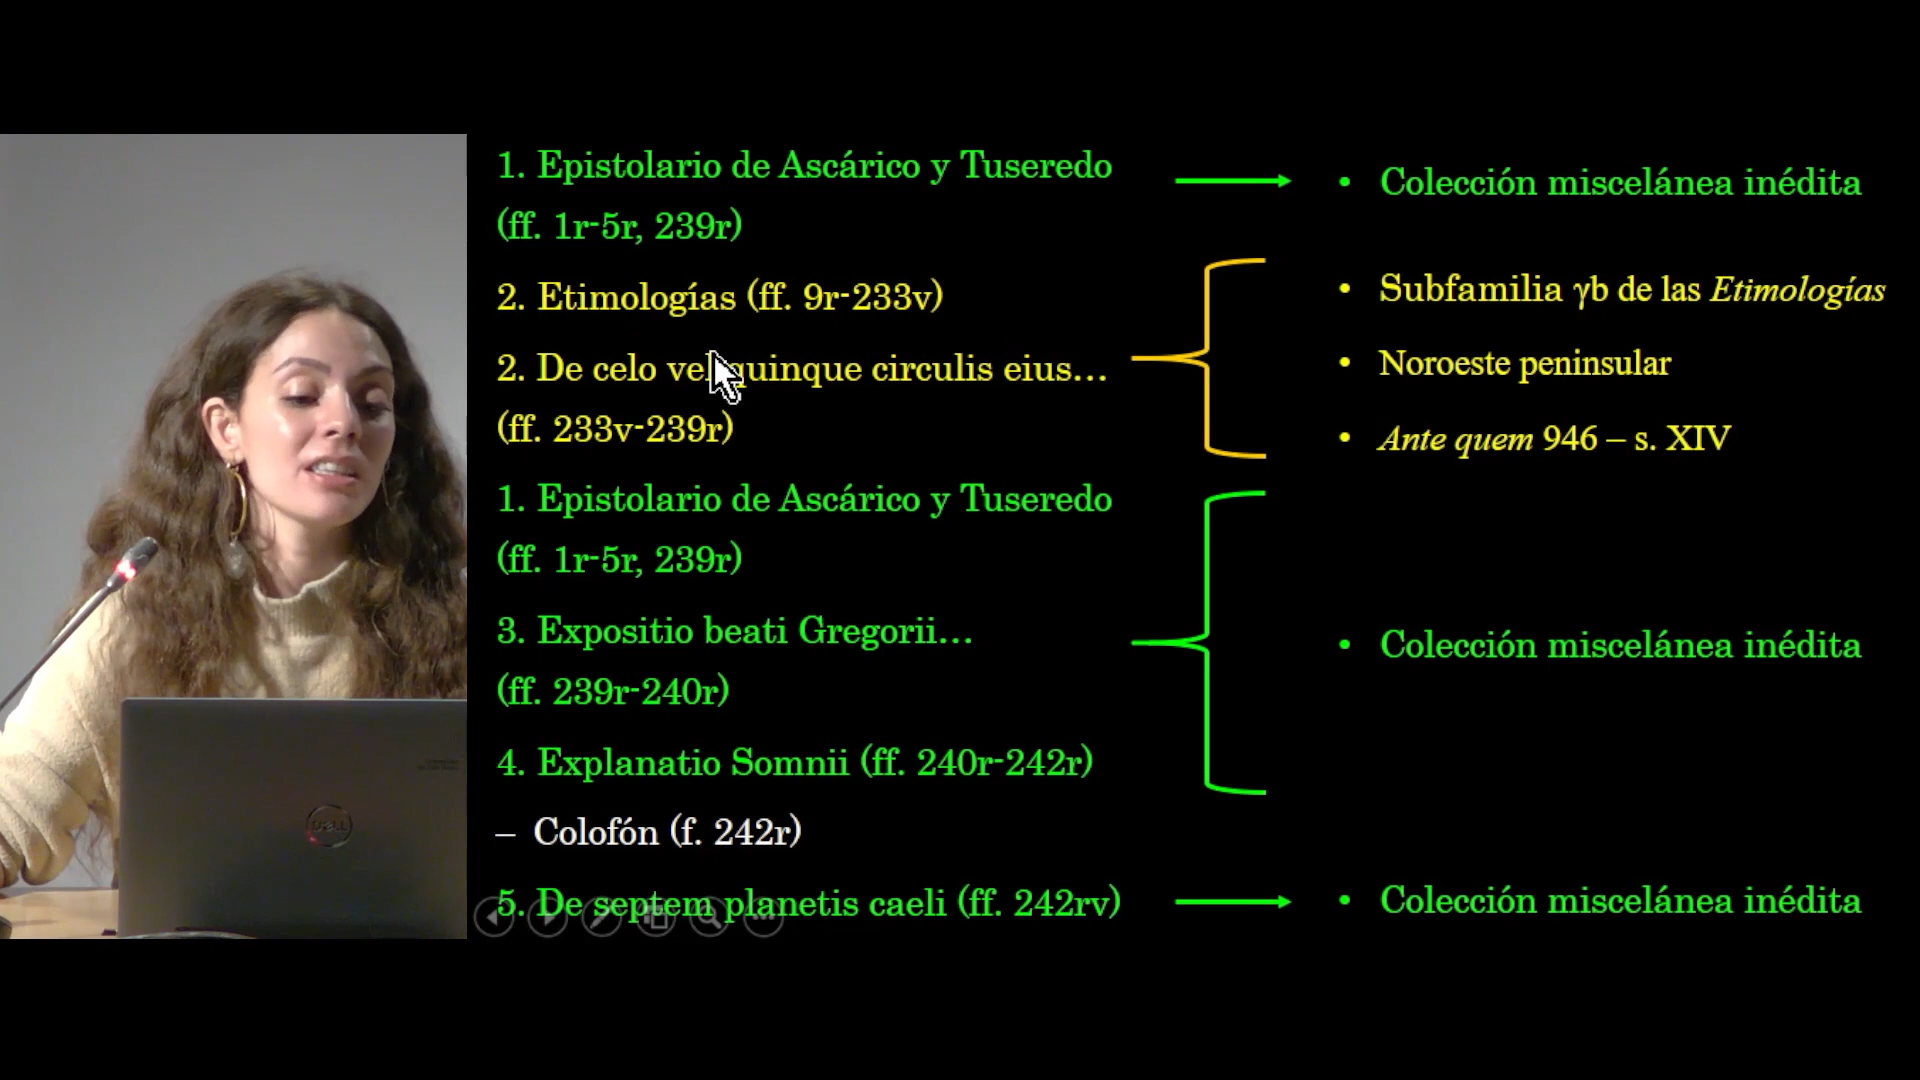 1. Epistolario de Ascárico y Tuseredo
(ff. 1r-5r, 239r)
• Colección miscelánea inédita
2. Etimologías (ff. 9r-233v)
2. De celo vel quinque circulis eius…
(ff. 233v-239r)
• Subfamilia γb de las Etimologías
• Noroeste peninsular
• Ante quem 946 – s. XIV
1. Epistolario de Ascárico y Tuseredo
(ff. 1r-5r, 239r)
3. Expositio beati Gregorii…
(ff. 239r-240r)
4. Explanatio Somnii (ff. 240r-242r)
• Colección miscelánea inédita
– Colofón (f. 242r)
5. De septem planetis caeli (ff. 242rv)
• Colección miscelánea inédita
DELL